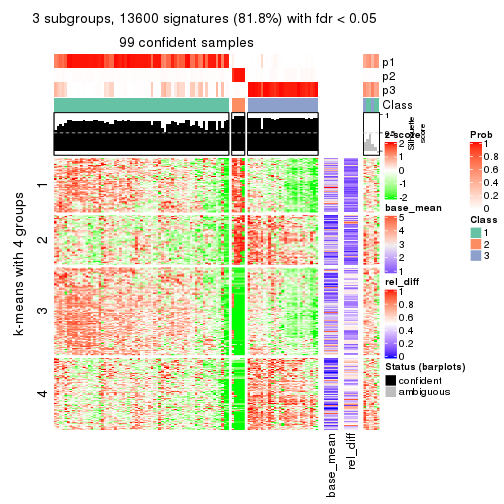 3 subgroups, 13600 signatures (81.8%) with fdr < 0.05
99 confident samples
p1
p2
p3
Class
1
0
Silhouette
score
k-means with 4 groups
1
2
3
4
base_mean
rel_diff
z-score
2
1
0
-1
-2
base_mean
5
4
3
2
1
rel_diff
1
0.8
0.6
0.4
0.2
0
Status (barplots)
confident
ambiguous
Prob
1
0.8
0.6
0.4
0.2
0
Class
1
2
3